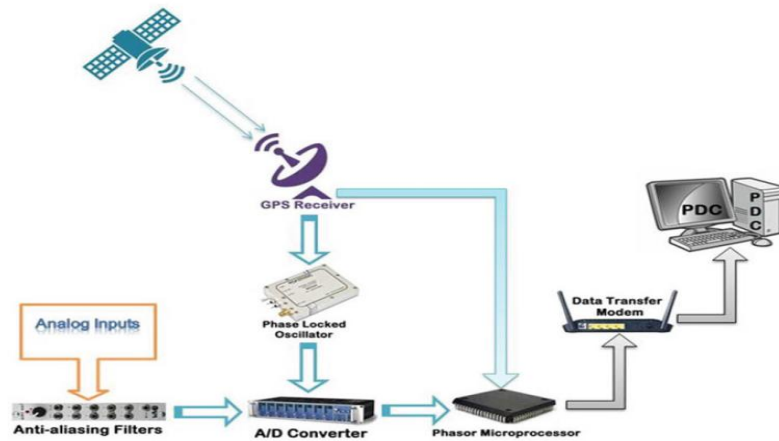 GPS Receiver
PDC
P
D
C
Phase Locked
Oscillator
Data Transfer
Modem
Analog Inputs
Anti-aliasing Filters
A/D Converter
Phasor Microprocessor